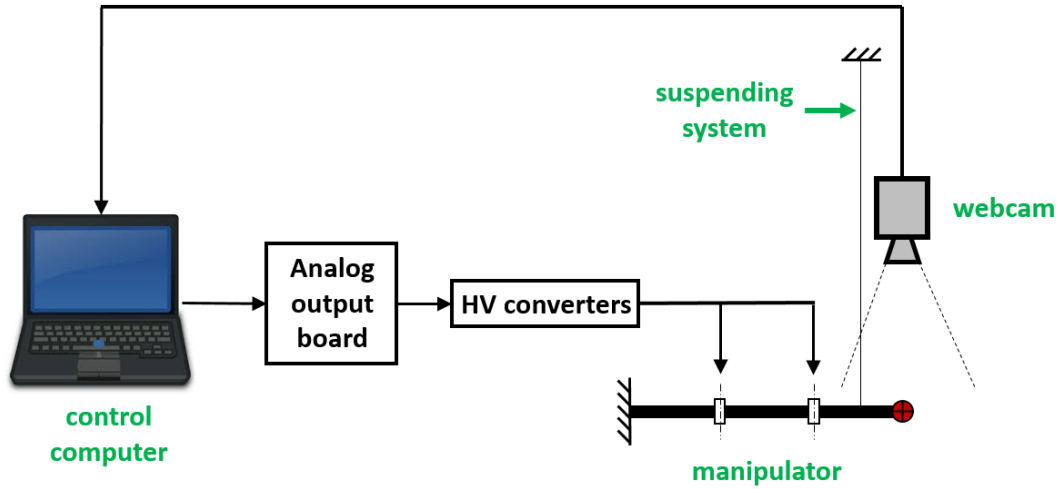 suspending
system
webcam
Analog
output
board
HV converters
control
computer
manipulator